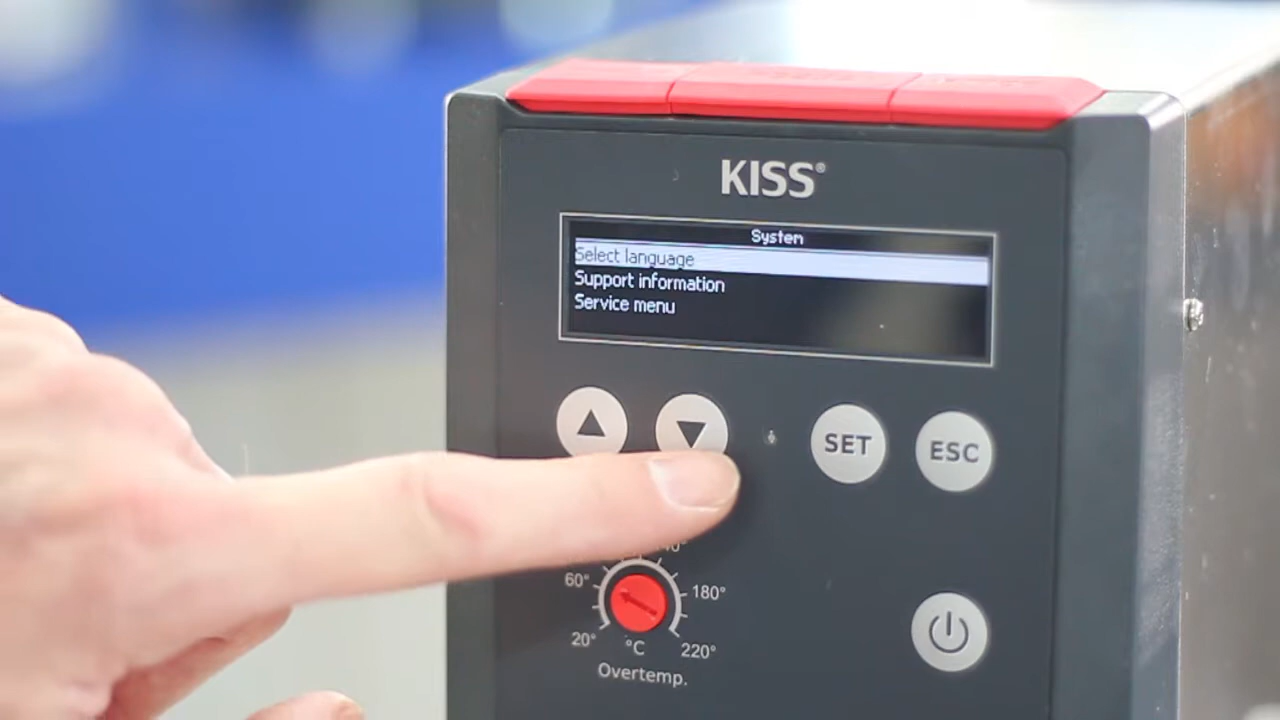 KISS®
System
Select language
Support information
Service menu
SET
ESC
60°
180°
20°
°C
220°
Overtemp.